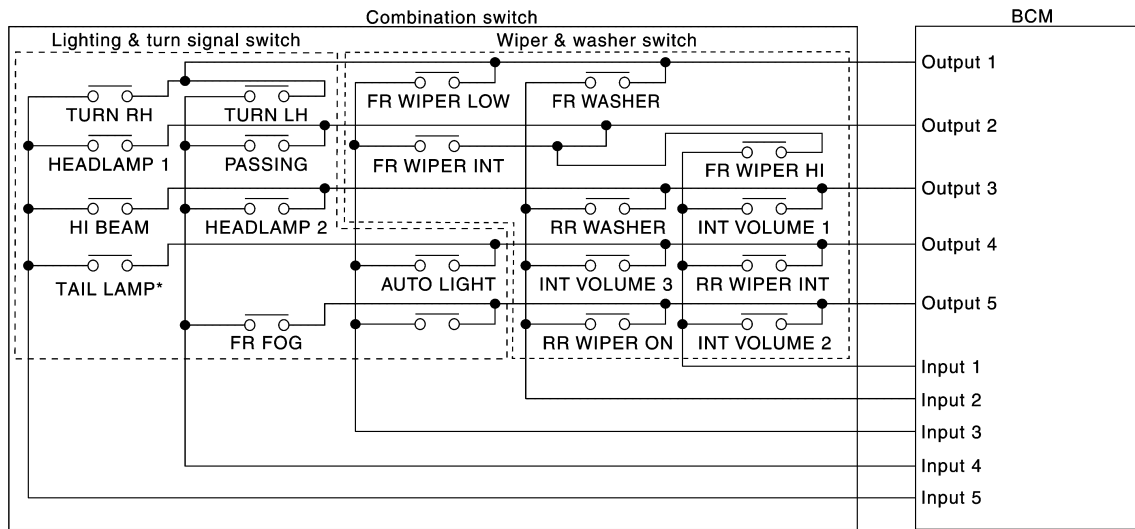 Combination switch
BCM
Lighting & turn signal switch
Wiper & washer switch
Output 1
TURN RH
TURN LH
FR WIPER LOW
FR WASHER
Output 2
HEADLAMP 1
PASSING
FR WIPER INT
FR WIPER HI
Output 3
HI BEAM
HEADLAMP 2
RR WASHER
INT VOLUME 1
Output 4
TAIL LAMP*
AUTO LIGHT
INT VOLUME 3
RR WIPER INT
Output 5
FR FOG
RR WIPER ON
INT VOLUME 2
Input 1
Input 2
Input 3
Input 4
Input 5